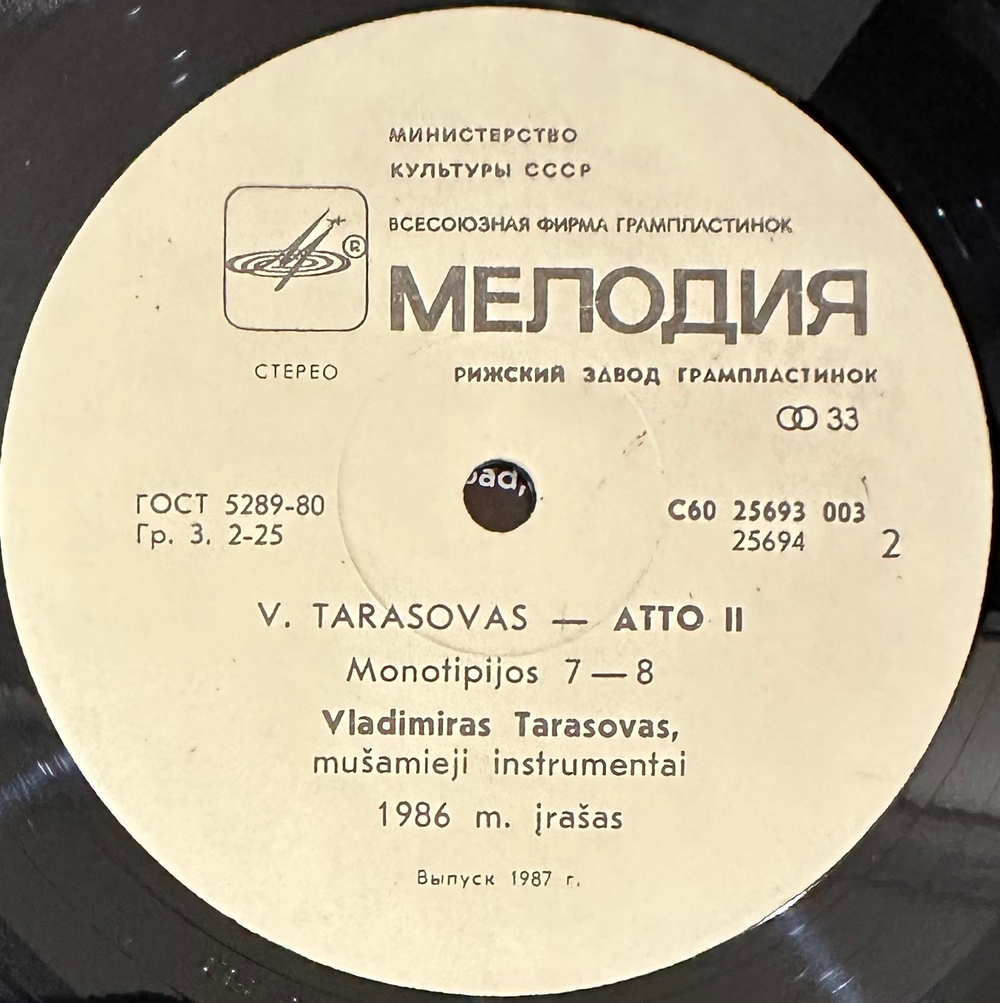 МИНИСТЕРСТВО
КУЛЬТУРЫ СССР
ВСЕСОЮЗНАЯ ФИРМА ГРАМПЛАСТИНОК
®
МЕЛОДИЯ
СТЕРЕО
РИЖСКИЙ ЗАВОД ГРАМПЛАСТИНОК
33
ГОСТ 5289-80
Гр. 3. 2-25
С60 25693 003
25694
2
V. TARASOVAS — ATTO II
Monotipijos 7—8
Vladimiras Tarasovas,
mušamieji instrumentai
1986 m. įrašas
Выпуск 1987 г.